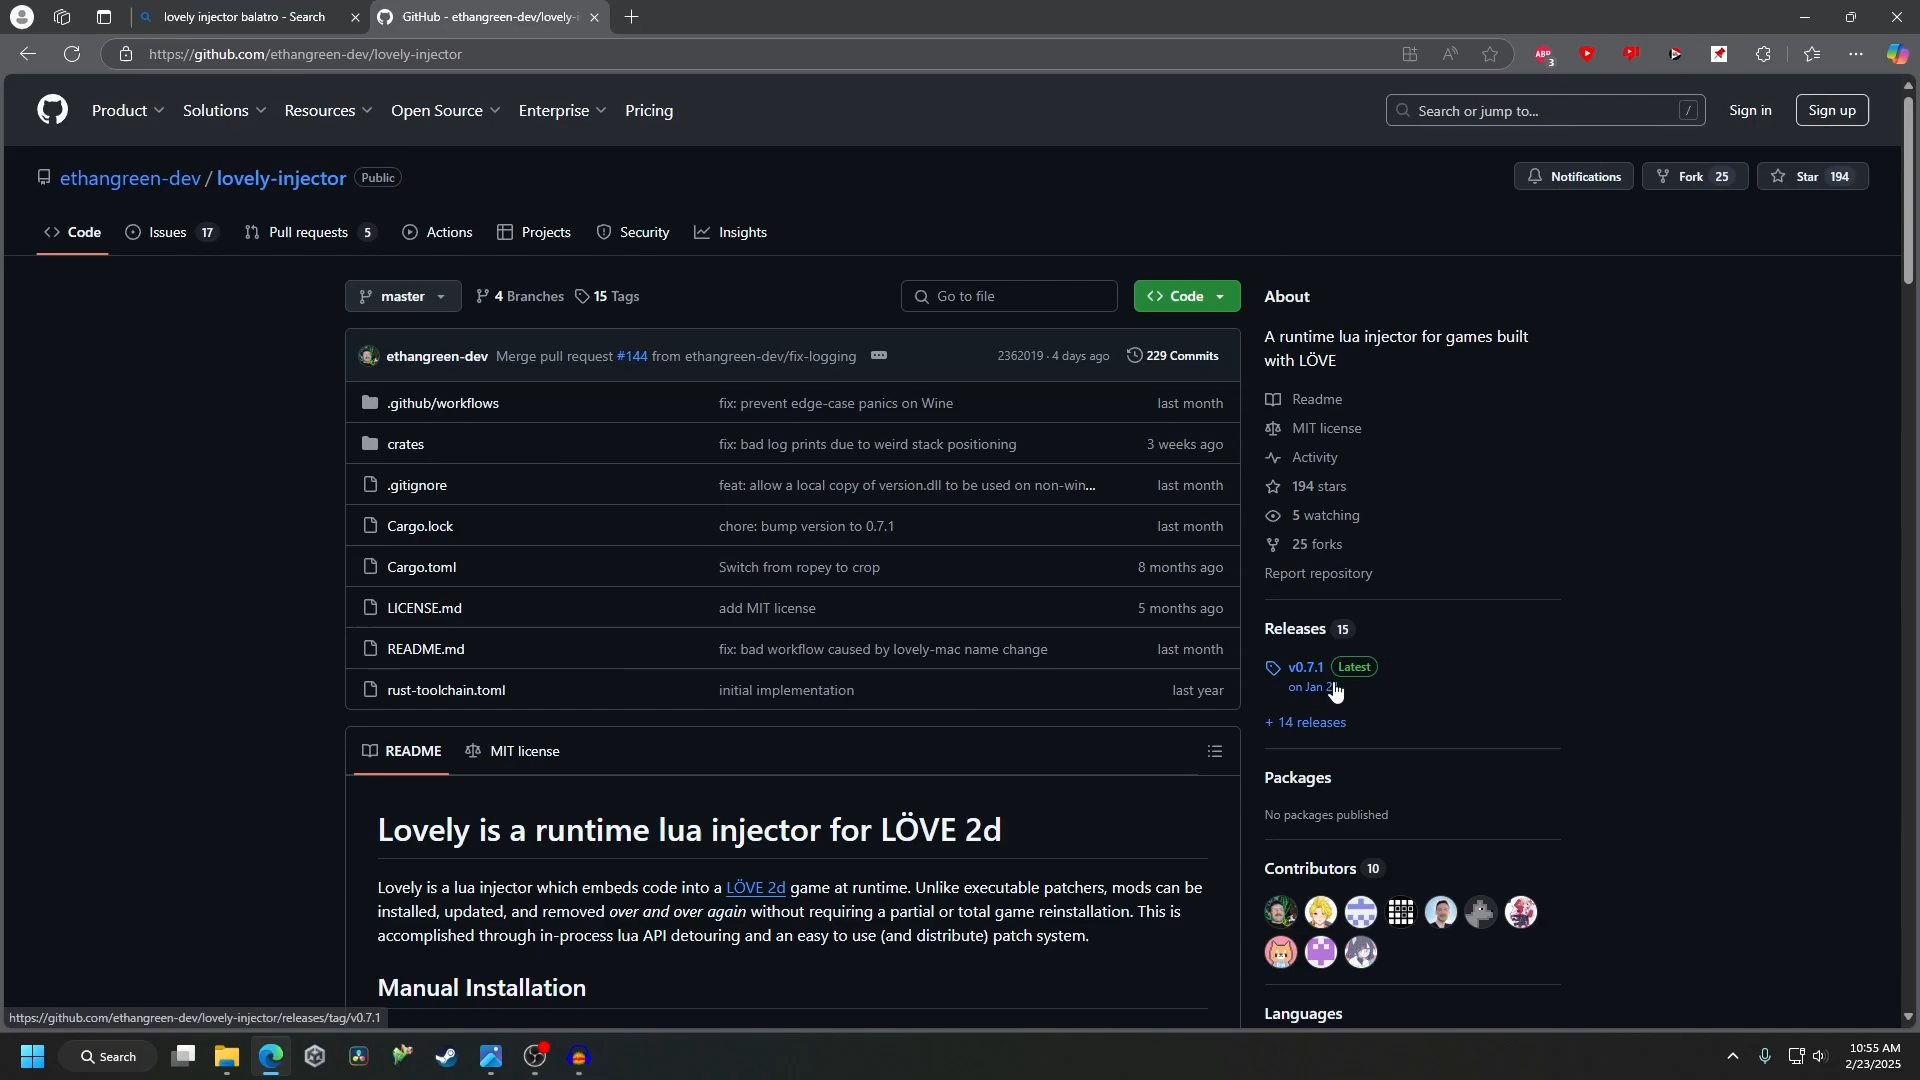 lovely injector balatro - Search
GitHub - ethangreen-dev/lovely-i
https://github.com/ethangreen-dev/lovely-injector
ABP
3
Product
Solutions
Resources
Open Source
Enterprise
Pricing
Search or jump to...
/
Sign in
Sign up
ethangreen-dev / lovely-injector
Public
Notifications
Fork 25
Star 194
Code
Issues 17
Pull requests 5
Actions
Projects
Security
Insights
master
4 Branches
15 Tags
Go to file
<> Code
ethangreen-dev Merge pull request #144 from ethangreen-dev/fix-logging
2362019 · 4 days ago
229 Commits
.github/workflows fix: prevent edge-case panics on Wine last month
crates fix: bad log prints due to weird stack positioning 3 weeks ago
.gitignore feat: allow a local copy of version.dll to be used on non-win... last month
Cargo.lock chore: bump version to 0.7.1 last month
Cargo.toml Switch from ropey to crop 8 months ago
LICENSE.md add MIT license 5 months ago
README.md fix: bad workflow caused by lovely-mac name change last month
rust-toolchain.toml initial implementation last year
README
MIT license
Lovely is a runtime lua injector for LÖVE 2d
Lovely is a lua injector which embeds code into a LÖVE 2d game at runtime. Unlike executable patchers, mods can be
installed, updated, and removed over and over again without requiring a partial or total game reinstallation. This is
accomplished through in-process lua API detouring and an easy to use (and distribute) patch system.
Manual Installation
About
A runtime lua injector for games built
with LÖVE
Readme
MIT license
Activity
194 stars
5 watching
25 forks
Report repository
Releases 15
v0.7.1 Latest
on Jan
+ 14 releases
Packages
No packages published
Contributors 10
Languages
https://github.com/ethangreen-dev/lovely-injector/releases/tag/v0.7.1
Search
10:55 AM
2/23/2025